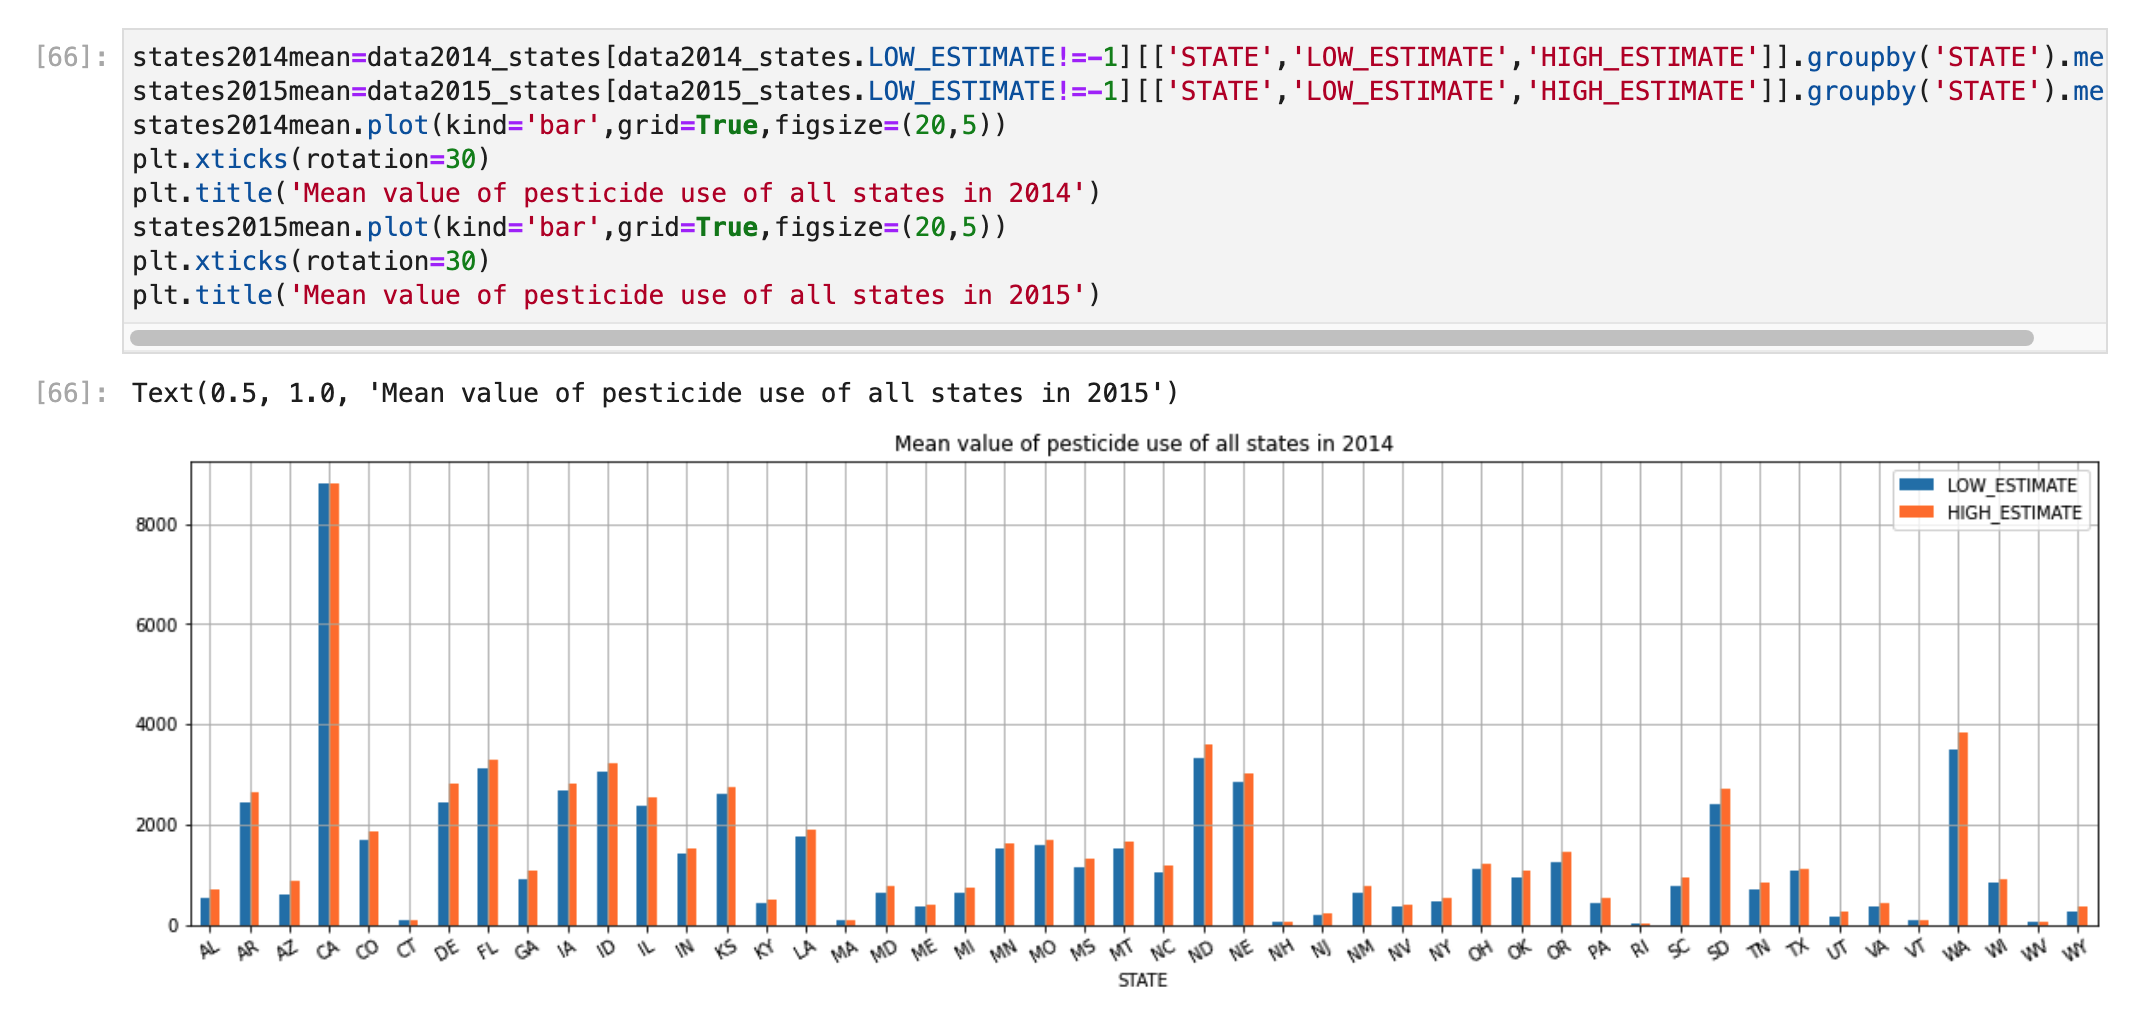 [66]: states2014mean=data2014_states[data2014_states.LOW_ESTIMATE!=-1][['STATE','LOW_ESTIMATE','HIGH_ESTIMATE']].groupby('STATE').me
states2015mean=data2015_states[data2015_states.LOW_ESTIMATE!=-1][['STATE','LOW_ESTIMATE','HIGH_ESTIMATE']].groupby('STATE').me
states2014mean.plot(kind='bar',grid=True,figsize=(20,5))
plt.xticks(rotation=30)
plt.title('Mean value of pesticide use of all states in 2014')
states2015mean.plot(kind='bar',grid=True,figsize=(20,5))
plt.xticks(rotation=30)
plt.title('Mean value of pesticide use of all states in 2015')
[66]: Text(0.5, 1.0, 'Mean value of pesticide use of all states in 2015')
Mean value of pesticide use of all states in 2014
LOW_ESTIMATE
HIGH_ESTIMATE
8000
6000
4000
2000
0
AL AR AZ CA CO CT DE FL GA IA ID IL IN KS KY LA MA MD ME MI MN MO MS MT NC ND NE NH NJ NM NV NY OH OK OR PA RI SC SD TN TX UT VA VT WA WI WV WY
STATE